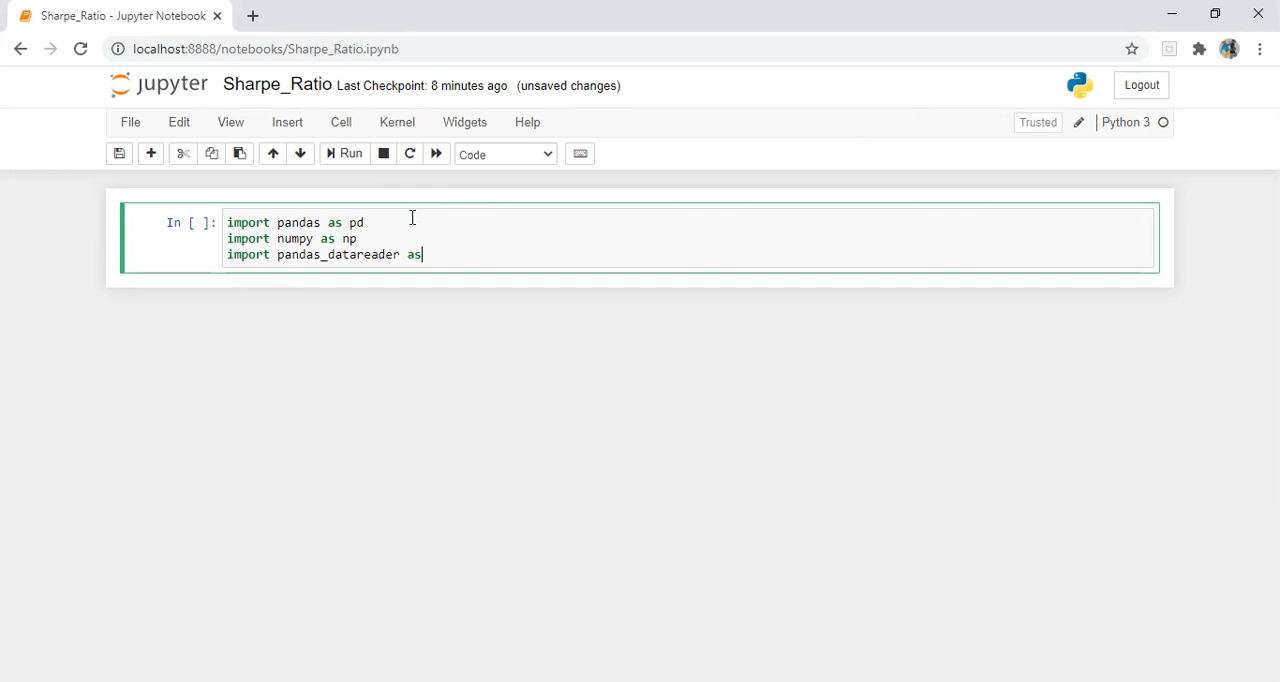 Sharpe_Ratio - Jupyter Notebook
localhost:8888/notebooks/Sharpe_Ratio.ipynb
jupyter Sharpe_Ratio Last Checkpoint: 8 minutes ago (unsaved changes) Logout
File Edit View Insert Cell Kernel Widgets Help Trusted Python 3
Run Code
In [ ]: import pandas as pd
import numpy as np
import pandas_datareader as